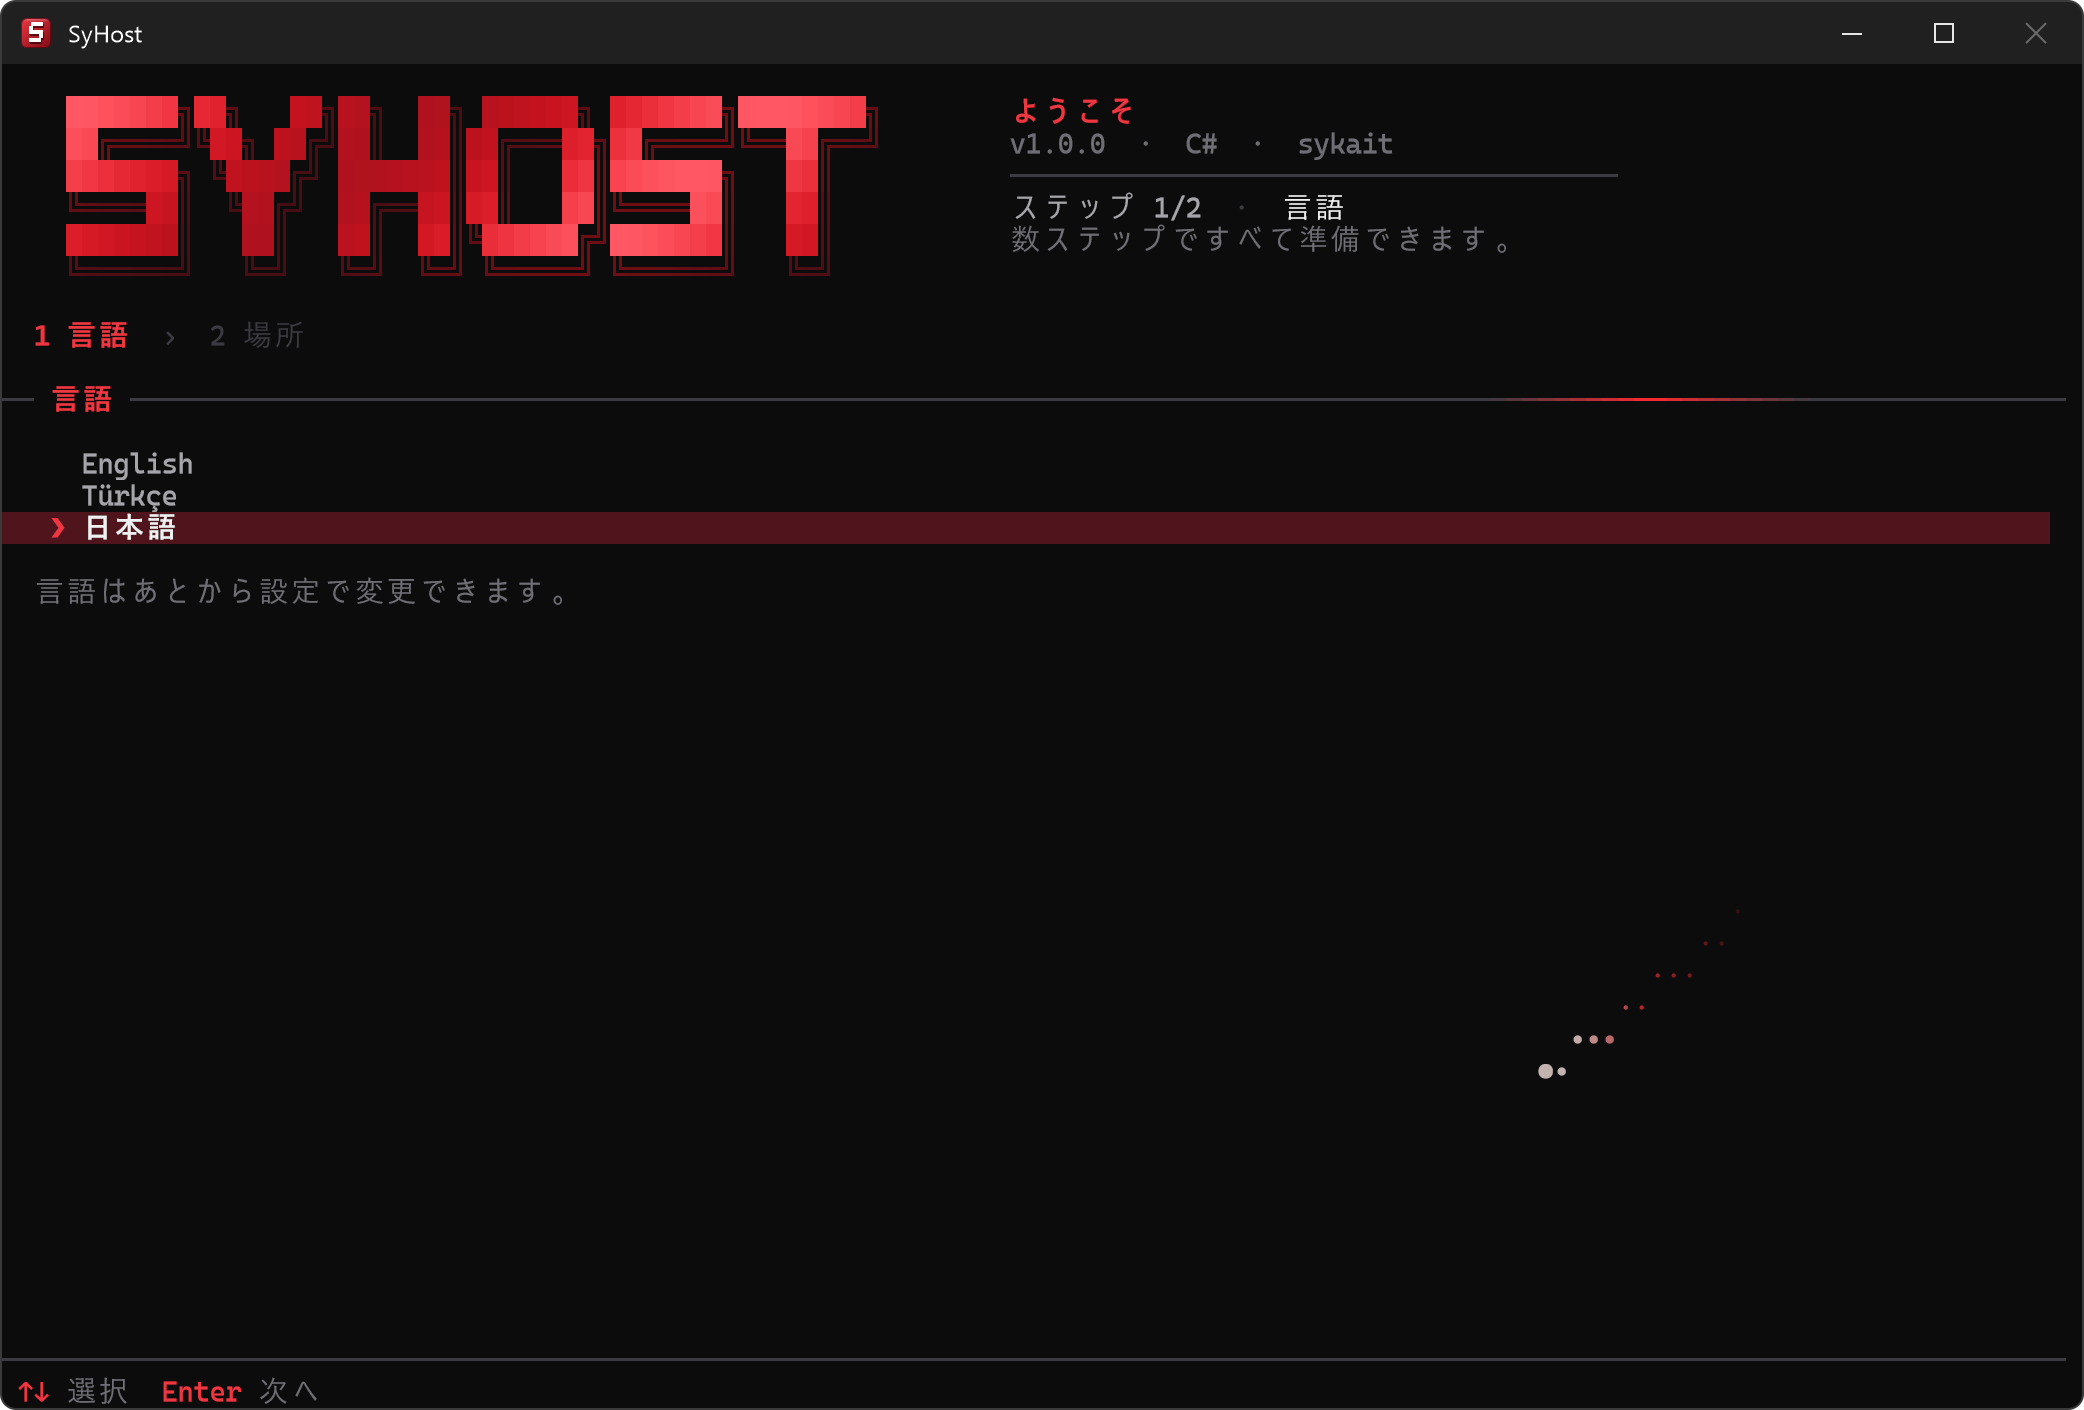 SyHost
SYHOST
ようこそ
v1.0.0 · C# · sykait
ステップ 1/2 · 言語
数ステップですべて準備できます。
1 言語 › 2 場所
言語
English
Türkçe
❯ 日本語
言語はあとから設定で変更できます。
↑↓ 選択 Enter 次へ